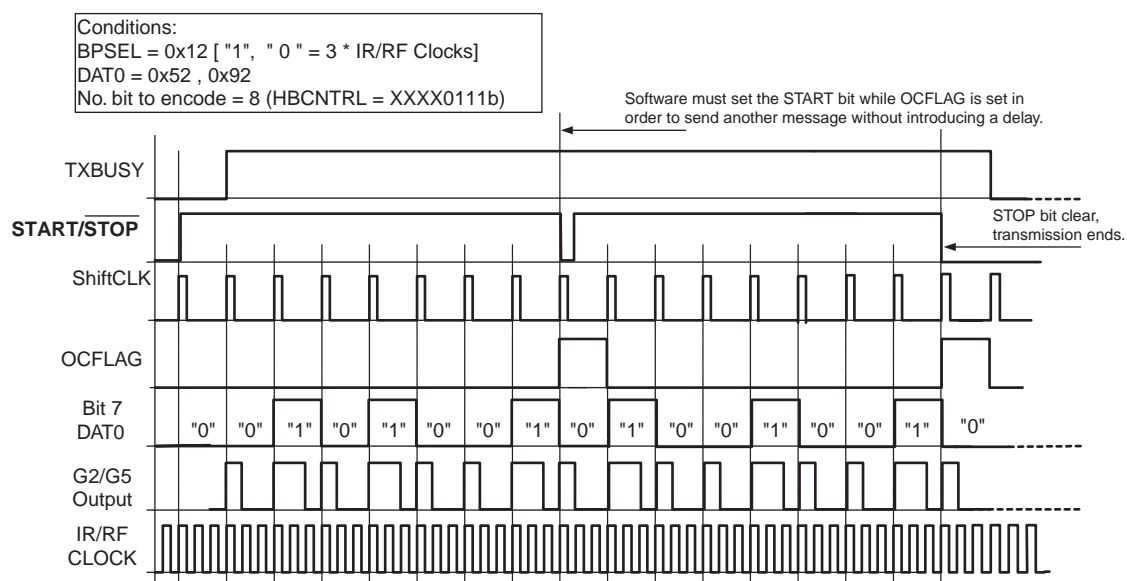 Conditions:
BPSEL = 0x12 [ "1",  " 0 " = 3 * IR/RF Clocks]
DAT0 = 0x52 , 0x92
No. bit to encode = 8 (HBCNTRL = XXXX0111b)
Software must set the START bit while OCFLAG is set in
order to send another message without introducing a delay.
TXBUSY
START/STOP
STOP bit clear,
transmission ends.
ShiftCLK
OCFLAG
Bit 7
DAT0
"0" "0" "1" "0" "1" "0" "0" "1" "0" "1" "0" "0" "1" "0" "0" "1" "0"
G2/G5
Output
IR/RF
CLOCK